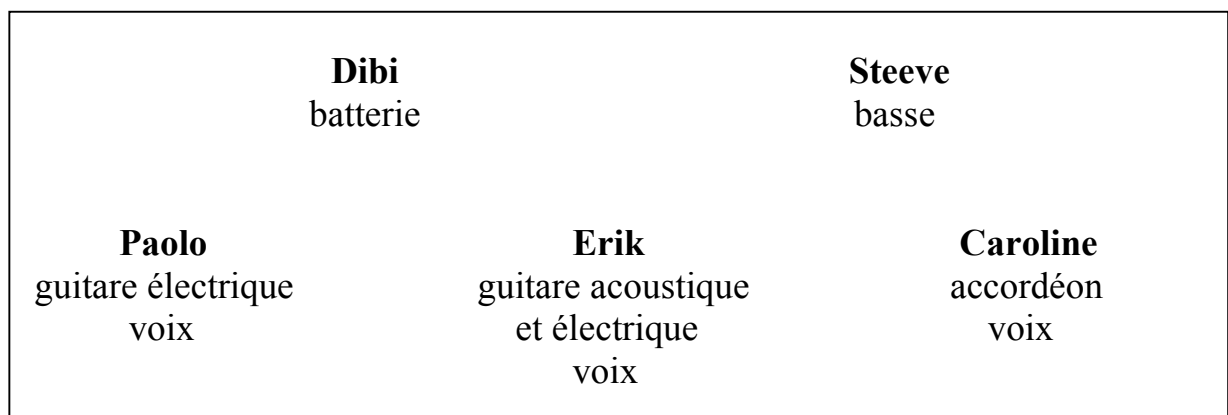 Dibi
batterie
Steeve
basse
Paolo
guitare électrique
voix
Erik
guitare acoustique
et électrique
voix
Caroline
accordéon
voix